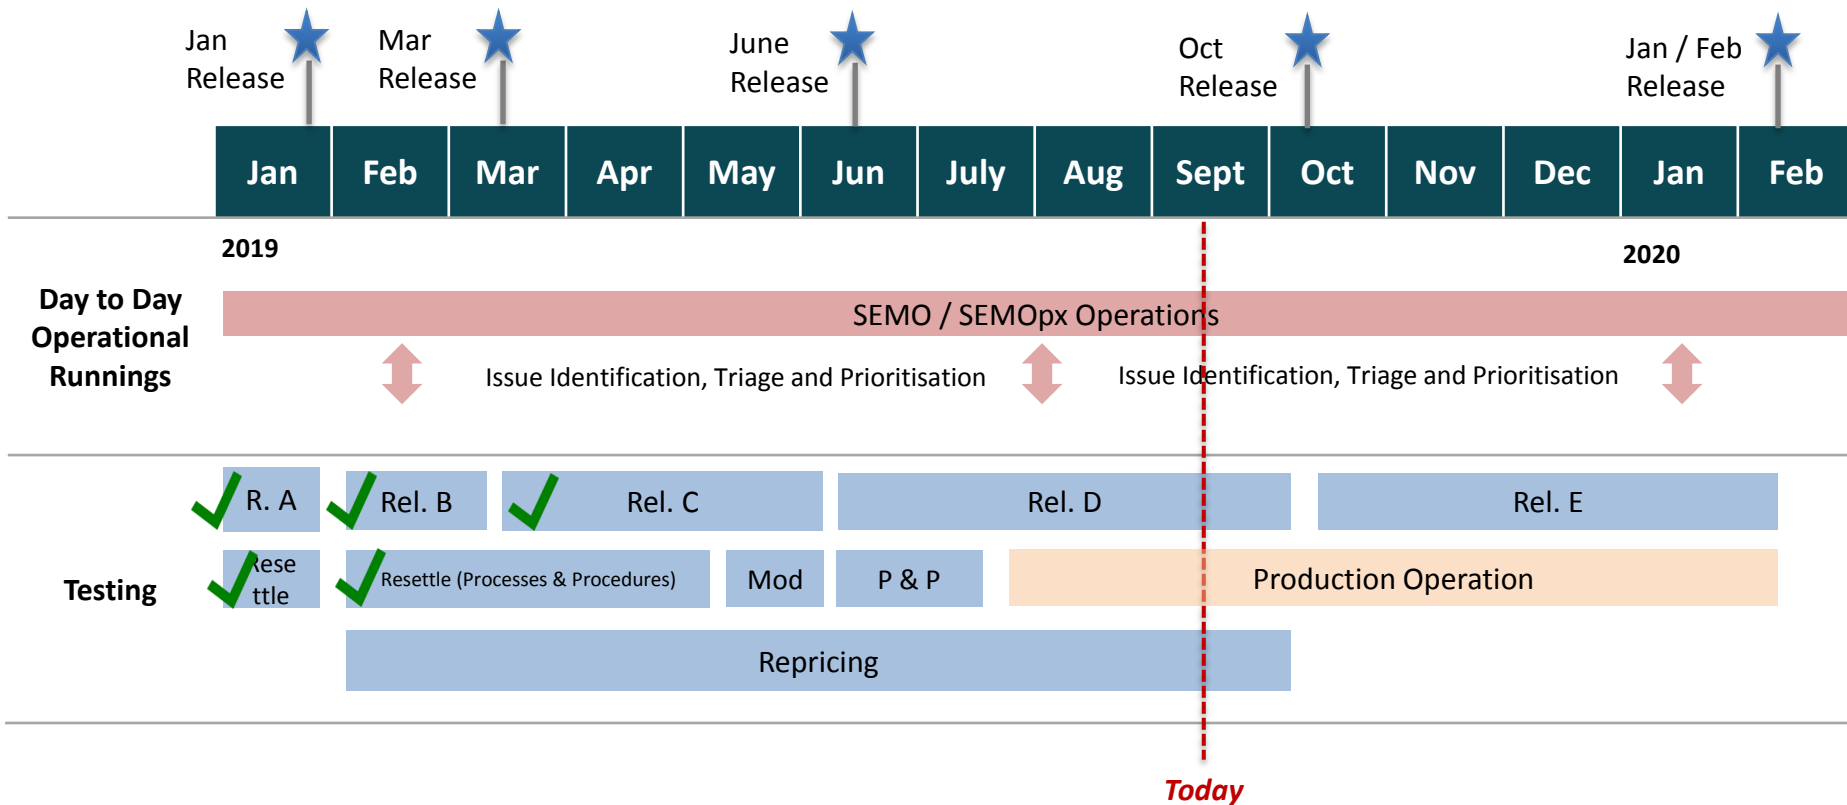 Jan
Release
Mar
Release
June
Release
Oct
Release
Jan / Feb
Release
Jan Feb Mar Apr May Jun July Aug Sept Oct Nov Dec Jan Feb
2019
2020
Day to Day
Operational
Runnings
SEMO / SEMOpx Operations
Issue Identification, Triage and Prioritisation
Issue Identification, Triage and Prioritisation
Testing
R. A
Rel. B
Rel. C
Rel. D
Rel. E
Rese
ttle
Resettle (Processes & Procedures)
Mod
P & P
Production Operation
Repricing
Today